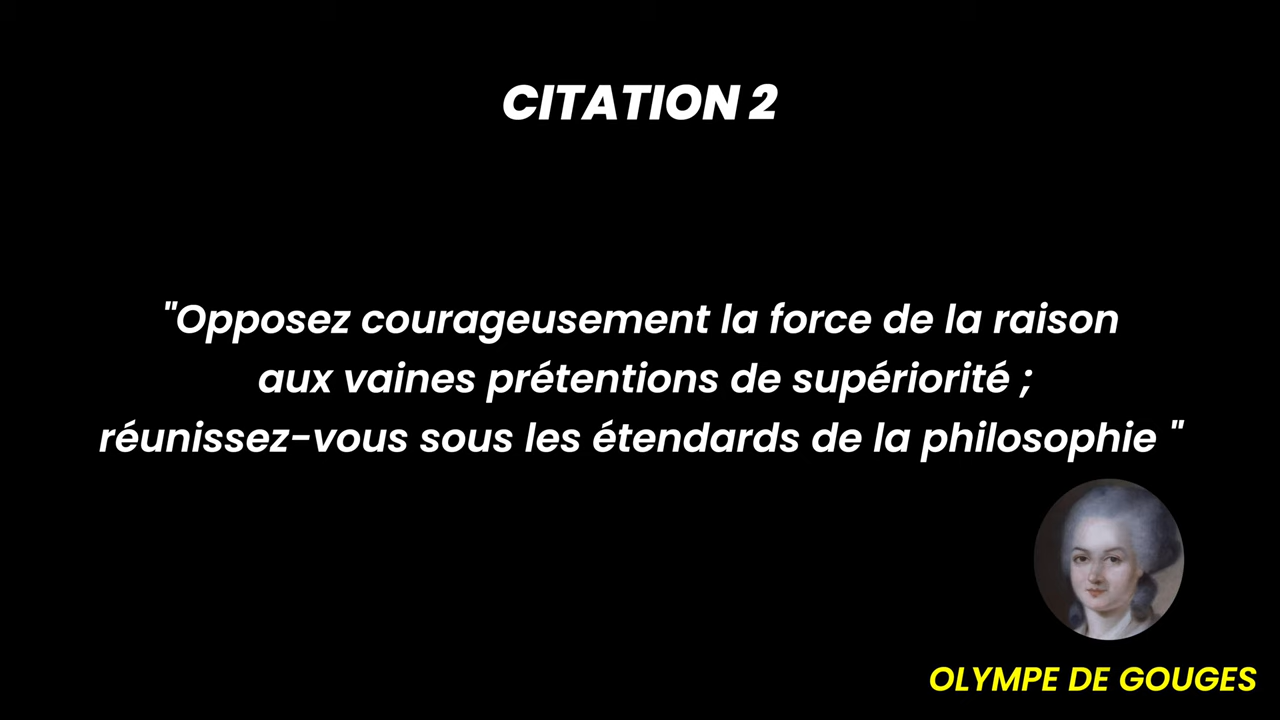 CITATION 2
"Opposez courageusement la force de la raison
aux vaines prétentions de supériorité ;
réunissez-vous sous les étendards de la philosophie "
OLYMPE DE GOUGES